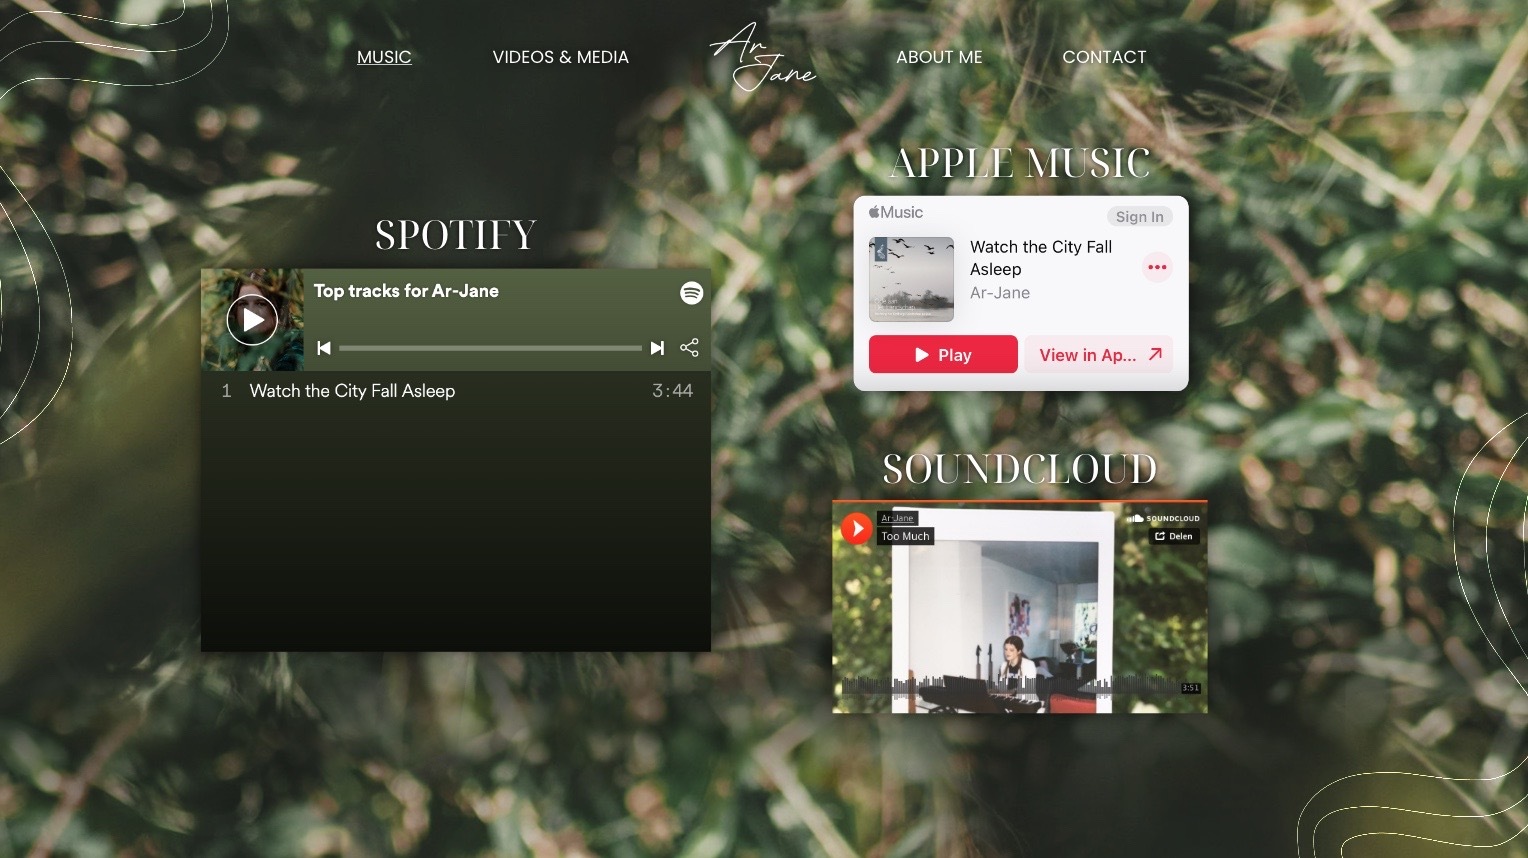 MUSIC
VIDEOS & MEDIA
Ar
Jane
ABOUT ME
CONTACT
SPOTIFY
Top tracks for Ar-Jane
1 Watch the City Fall Asleep 3:44
APPLE MUSIC
Music
Sign In
Watch the City Fall
Asleep
Ar-Jane
Play
View in Ap...
SOUNDCLOUD
Ar-Jane
Too Much
SOUNDCLOUD
Delen
3:51